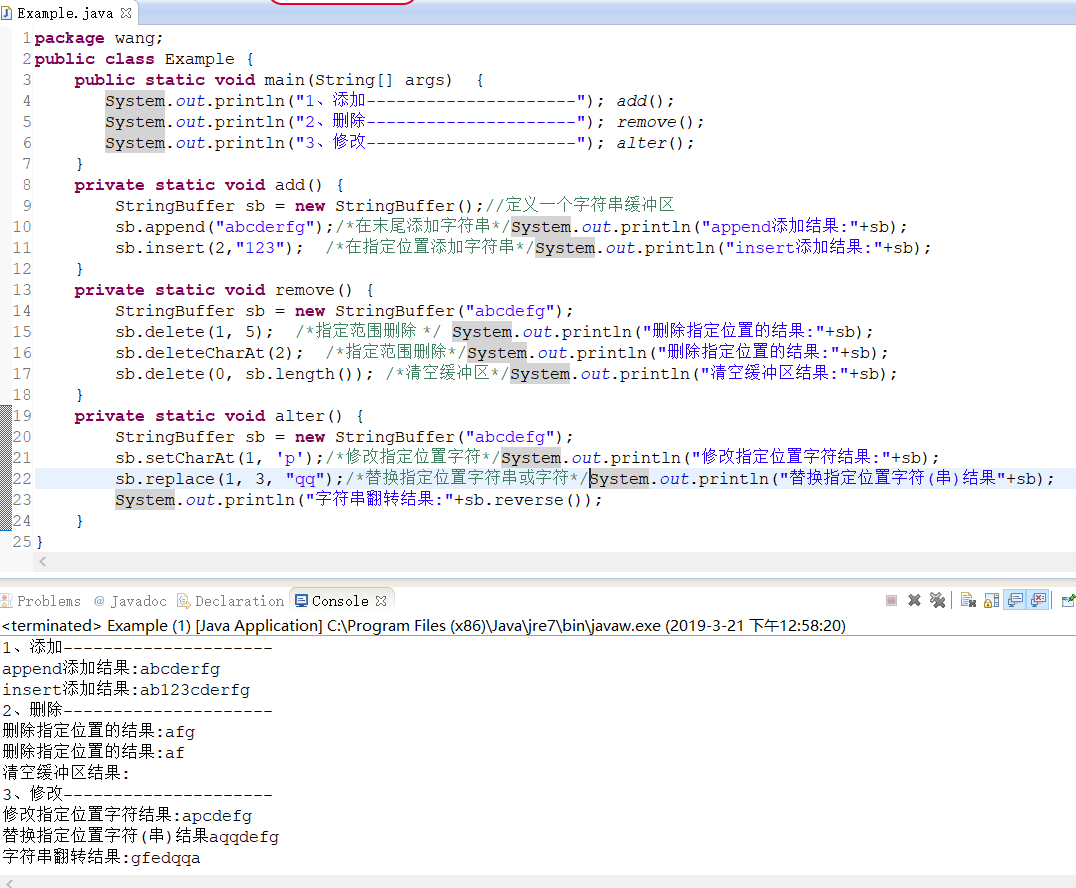 Example.java
1 package wang;
2 public class Example {
3 public static void main(String[] args)  {
4 System.out.println("1、添加---------------------"); add();
5 System.out.println("2、删除---------------------"); remove();
6 System.out.println("3、修改---------------------"); alter();
7 }
8 private static void add() {
9 StringBuffer sb = new StringBuffer();//定义一个字符串缓冲区
10 sb.append("abcderfg");/*在末尾添加字符串*/System.out.println("append添加结果:"+sb);
11 sb.insert(2,"123");  /*在指定位置添加字符串*/System.out.println("insert添加结果:"+sb);
12 }
13 private static void remove() {
14 StringBuffer sb = new StringBuffer("abcdefg");
15 sb.delete(1, 5);  /*指定范围删除 */ System.out.println("删除指定位置的结果:"+sb);
16 sb.deleteCharAt(2);  /*指定范围删除*/System.out.println("删除指定位置的结果:"+sb);
17 sb.delete(0, sb.length()); /*清空缓冲区*/System.out.println("清空缓冲区结果:"+sb);
18 }
19 private static void alter() {
20 StringBuffer sb = new StringBuffer("abcdefg");
21 sb.setCharAt(1, 'p');/*修改指定位置字符*/System.out.println("修改指定位置字符结果:"+sb);
22 sb.replace(1, 3, "qq");/*替换指定位置字符串或字符*/System.out.println("替换指定位置字符(串)结果"+sb);
23 System.out.println("字符串翻转结果:"+sb.reverse());
24 }
25 }
Problems @ Javadoc Declaration Console
<terminated> Example (1) [Java Application] C:\Program Files (x86)\Java\jre7\bin\javaw.exe (2019-3-21 下午12:58:20)
1、添加---------------------
append添加结果:abcderfg
insert添加结果:ab123cderfg
2、删除---------------------
删除指定位置的结果:afg
删除指定位置的结果:af
清空缓冲区结果:
3、修改---------------------
修改指定位置字符结果:apcdefg
替换指定位置字符(串)结果aqqdefg
字符串翻转结果:gfedqqa